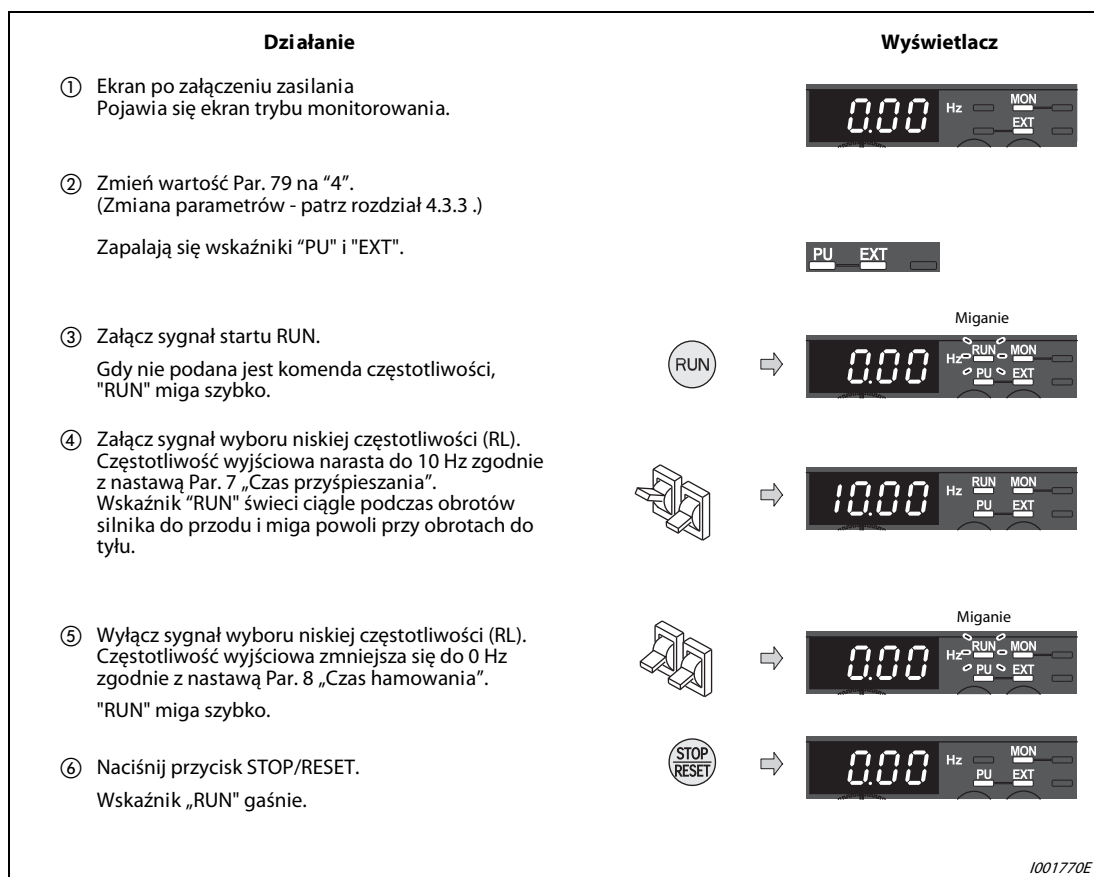 Działanie
Wyświetlacz
① Ekran po załączeniu zasilania
Pojawia się ekran trybu monitorowania.
0.00 Hz MON
EXT
② Zmień wartość Par. 79 na “4”.
(Zmiana parametrów - patrz rozdział 4.3.3 .)
Zapalają się wskaźniki “PU" i "EXT".
PU EXT
③ Załącz sygnał startu RUN.
Gdy nie podana jest komenda częstotliwości,
"RUN" miga szybko.
RUN
Miganie
0.00 Hz RUN MON
PU EXT
④ Załącz sygnał wyboru niskiej częstotliwości (RL).
Częstotliwość wyjściowa narasta do 10 Hz zgodnie
z nastawą Par. 7 „Czas przyśpieszania”.
Wskaźnik “RUN" świeci ciągle podczas obrotów
silnika do przodu i miga powoli przy obrotach do
tyłu.
10.00 Hz RUN MON
PU EXT
⑤ Wyłącz sygnał wyboru niskiej częstotliwości (RL).
Częstotliwość wyjściowa zmniejsza się do 0 Hz
zgodnie z nastawą Par. 8 „Czas hamowania”.
"RUN" miga szybko.
Miganie
0.00 Hz RUN MON
PU EXT
⑥ Naciśnij przycisk STOP/RESET.
Wskaźnik „RUN" gaśnie.
STOP
RESET
0.00 Hz MON
PU EXT
I001770E